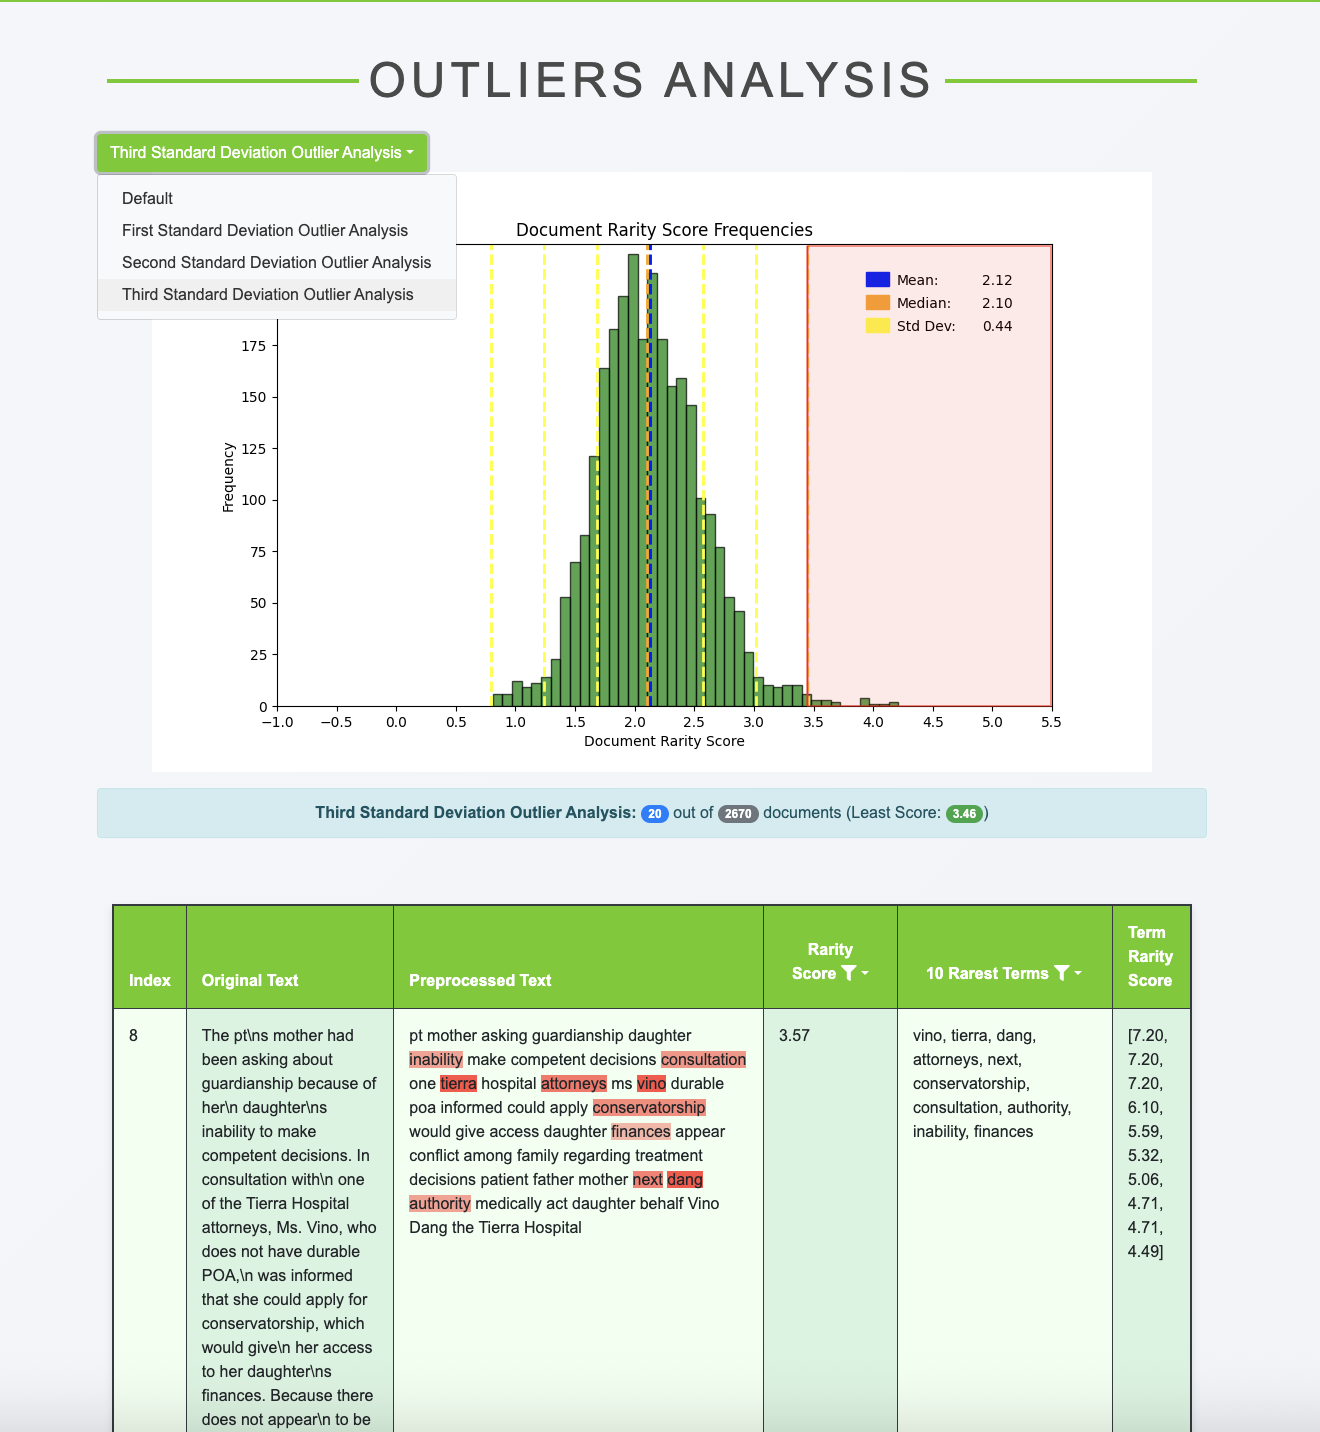 OUTLIERS ANALYSIS
Third Standard Deviation Outlier Analysis
Default
First Standard Deviation Outlier Analysis
Second Standard Deviation Outlier Analysis
Third Standard Deviation Outlier Analysis
Document Rarity Score Frequencies
Mean: 2.12
Median: 2.10
Std Dev: 0.44
175
150
125
100
75
50
25
0
Frequency
−1.0 −0.5 0.0 0.5 1.0 1.5 2.0 2.5 3.0 3.5 4.0 4.5 5.0 5.5
Document Rarity Score
Third Standard Deviation Outlier Analysis: 20 out of 2670 documents (Least Score: 3.46)
Index
Original Text
Preprocessed Text
Rarity
Score
10 Rarest Terms
Term
Rarity
Score
8
The pt\ns mother had
been asking about
guardianship because of
her\n daughter\ns
inability to make
competent decisions. In
consultation with\n one
of the Tierra Hospital
attorneys, Ms. Vino, who
does not have durable
POA,\n was informed
that she could apply for
conservatorship, which
would give\n her access
to her daughter\ns
finances. Because there
does not appear\n to be
pt mother asking guardianship daughter
inability make competent decisions consultation
one tierra hospital attorneys ms vino durable
poa informed could apply conservatorship
would give access daughter finances appear
conflict among family regarding treatment
decisions patient father mother next dang
authority medically act daughter behalf Vino
Dang the Tierra Hospital
3.57
vino, tierra, dang,
attorneys, next,
conservatorship,
consultation, authority,
inability, finances
[7.20,
7.20,
7.20,
6.10,
5.59,
5.32,
5.06,
4.71,
4.71,
4.49]